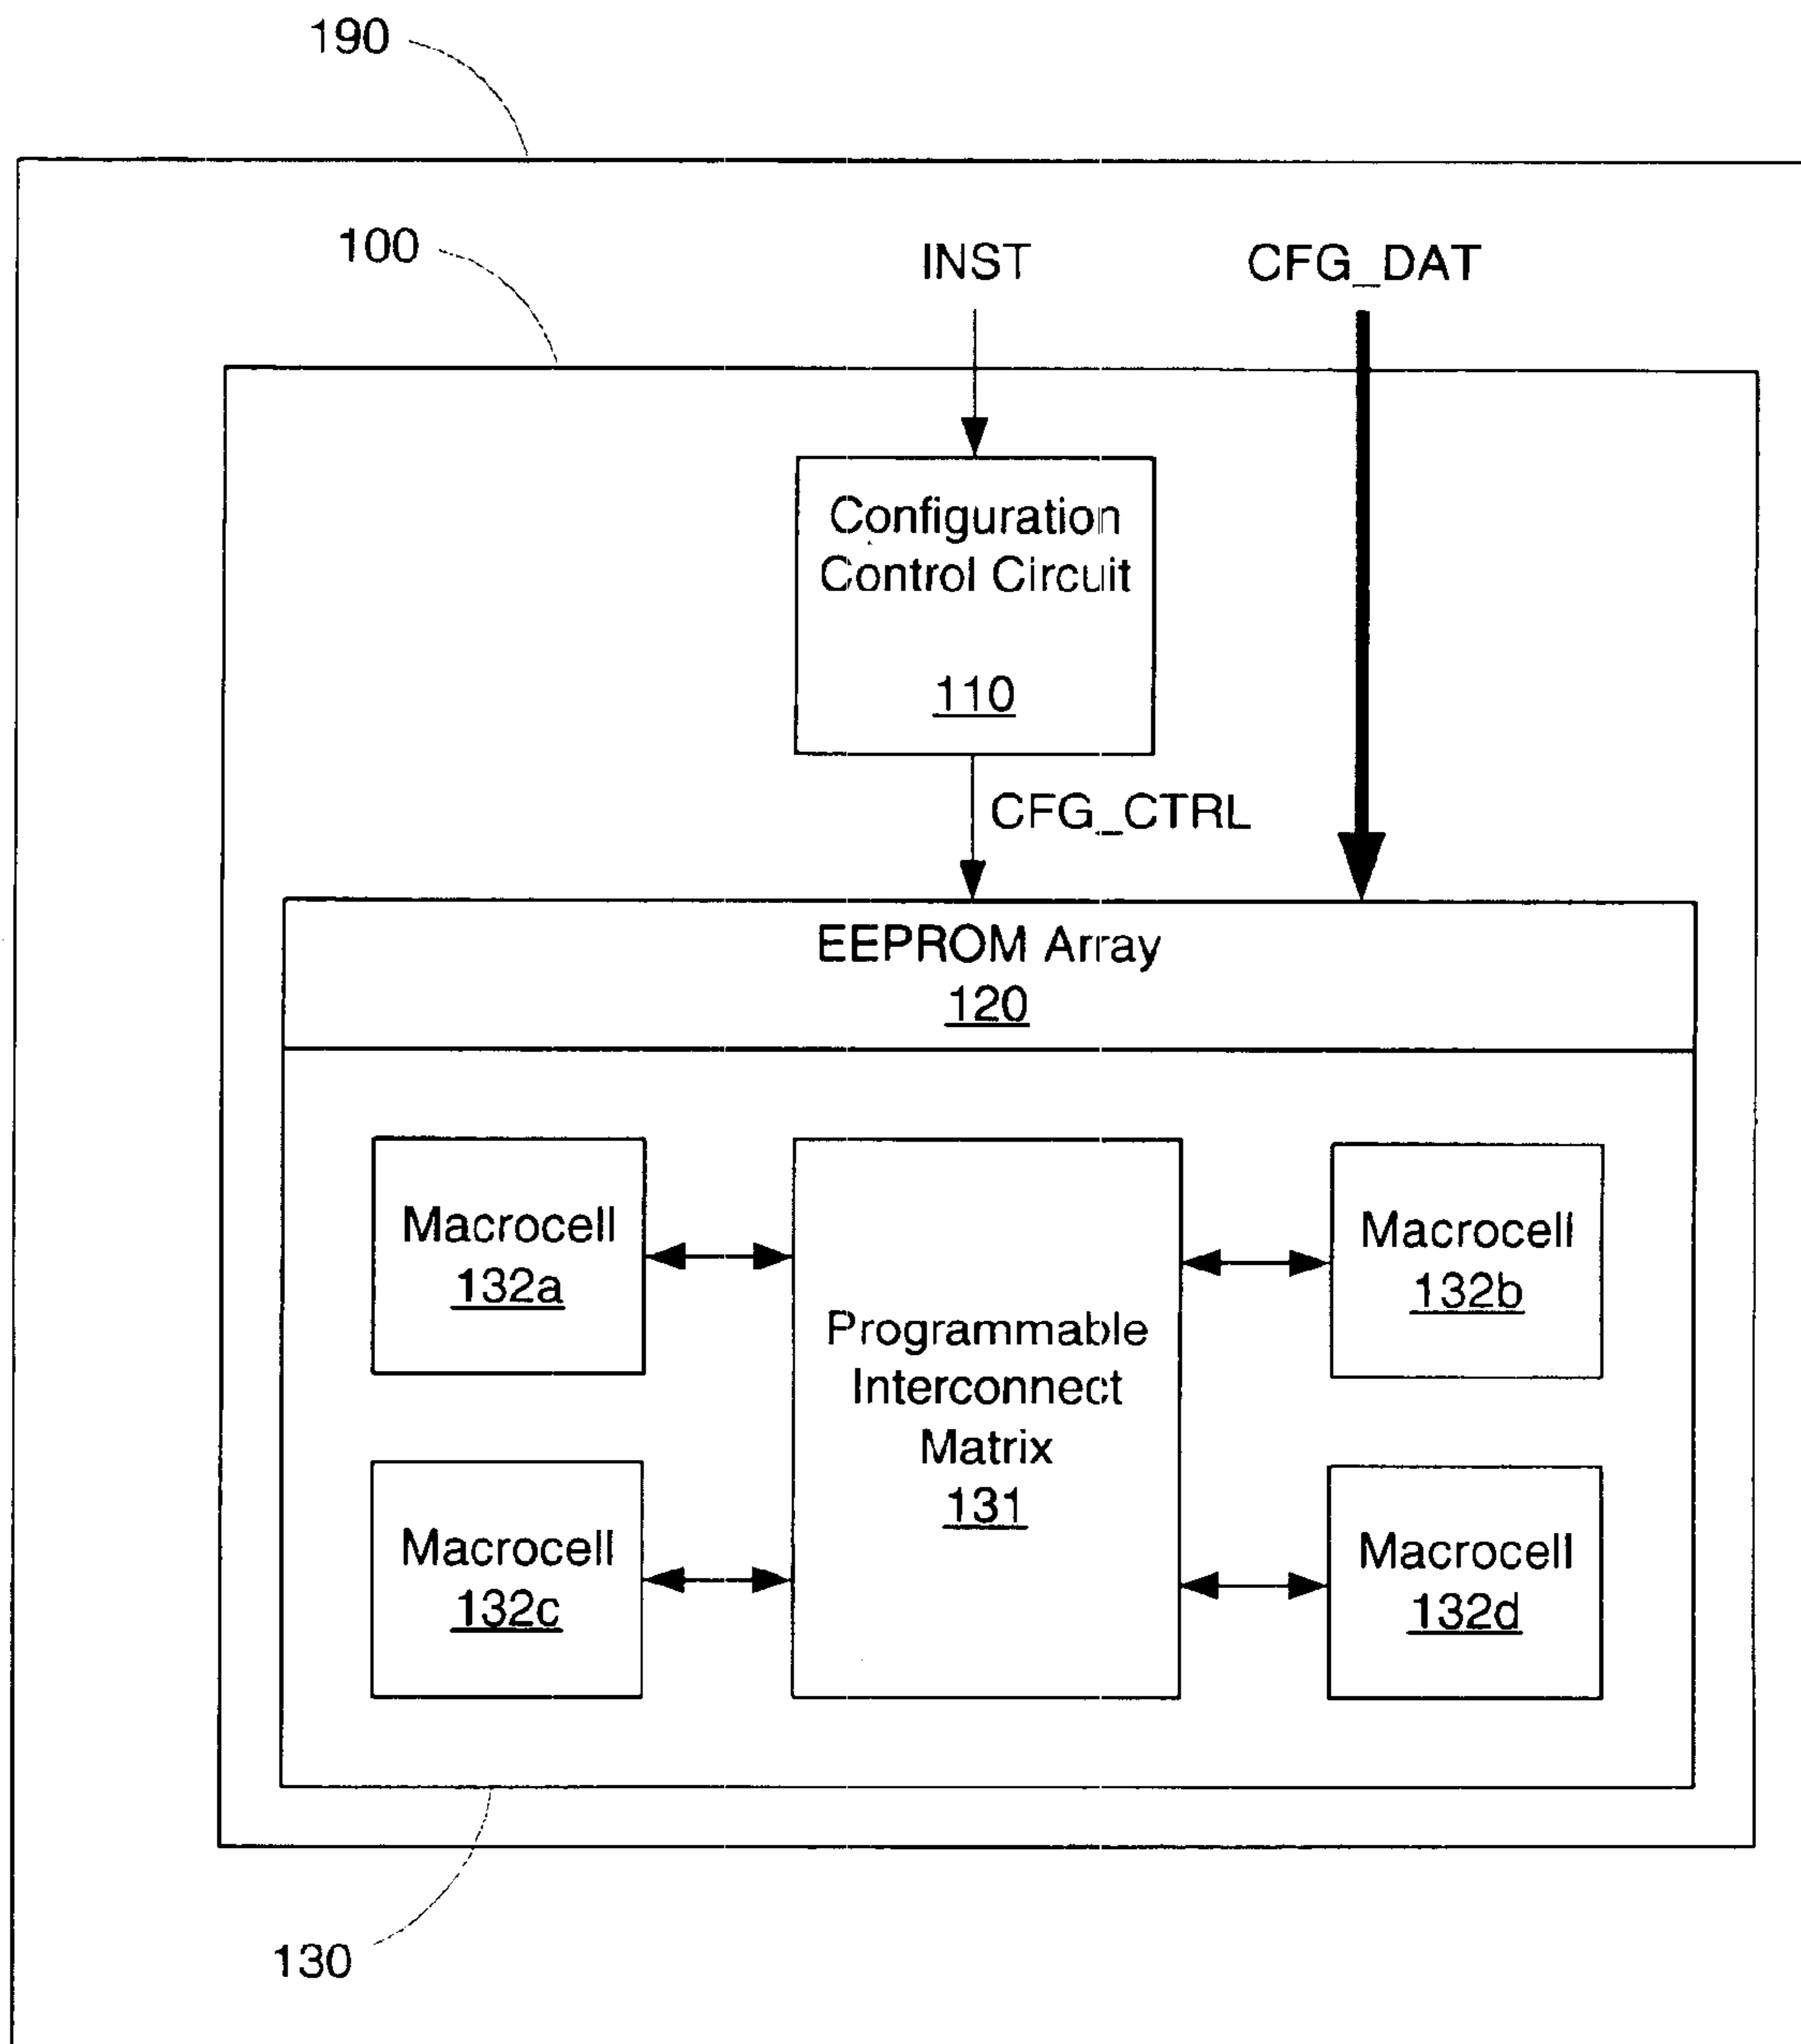 190
100
INST
CFG_DAT
Configuration
Control Circuit
110
CFG_CTRL
EEPROM Array
120
Macrocell
132a
Macrocell
132b
Programmable
Interconnect
Matrix
131
Macrocell
132c
Macrocell
132d
130